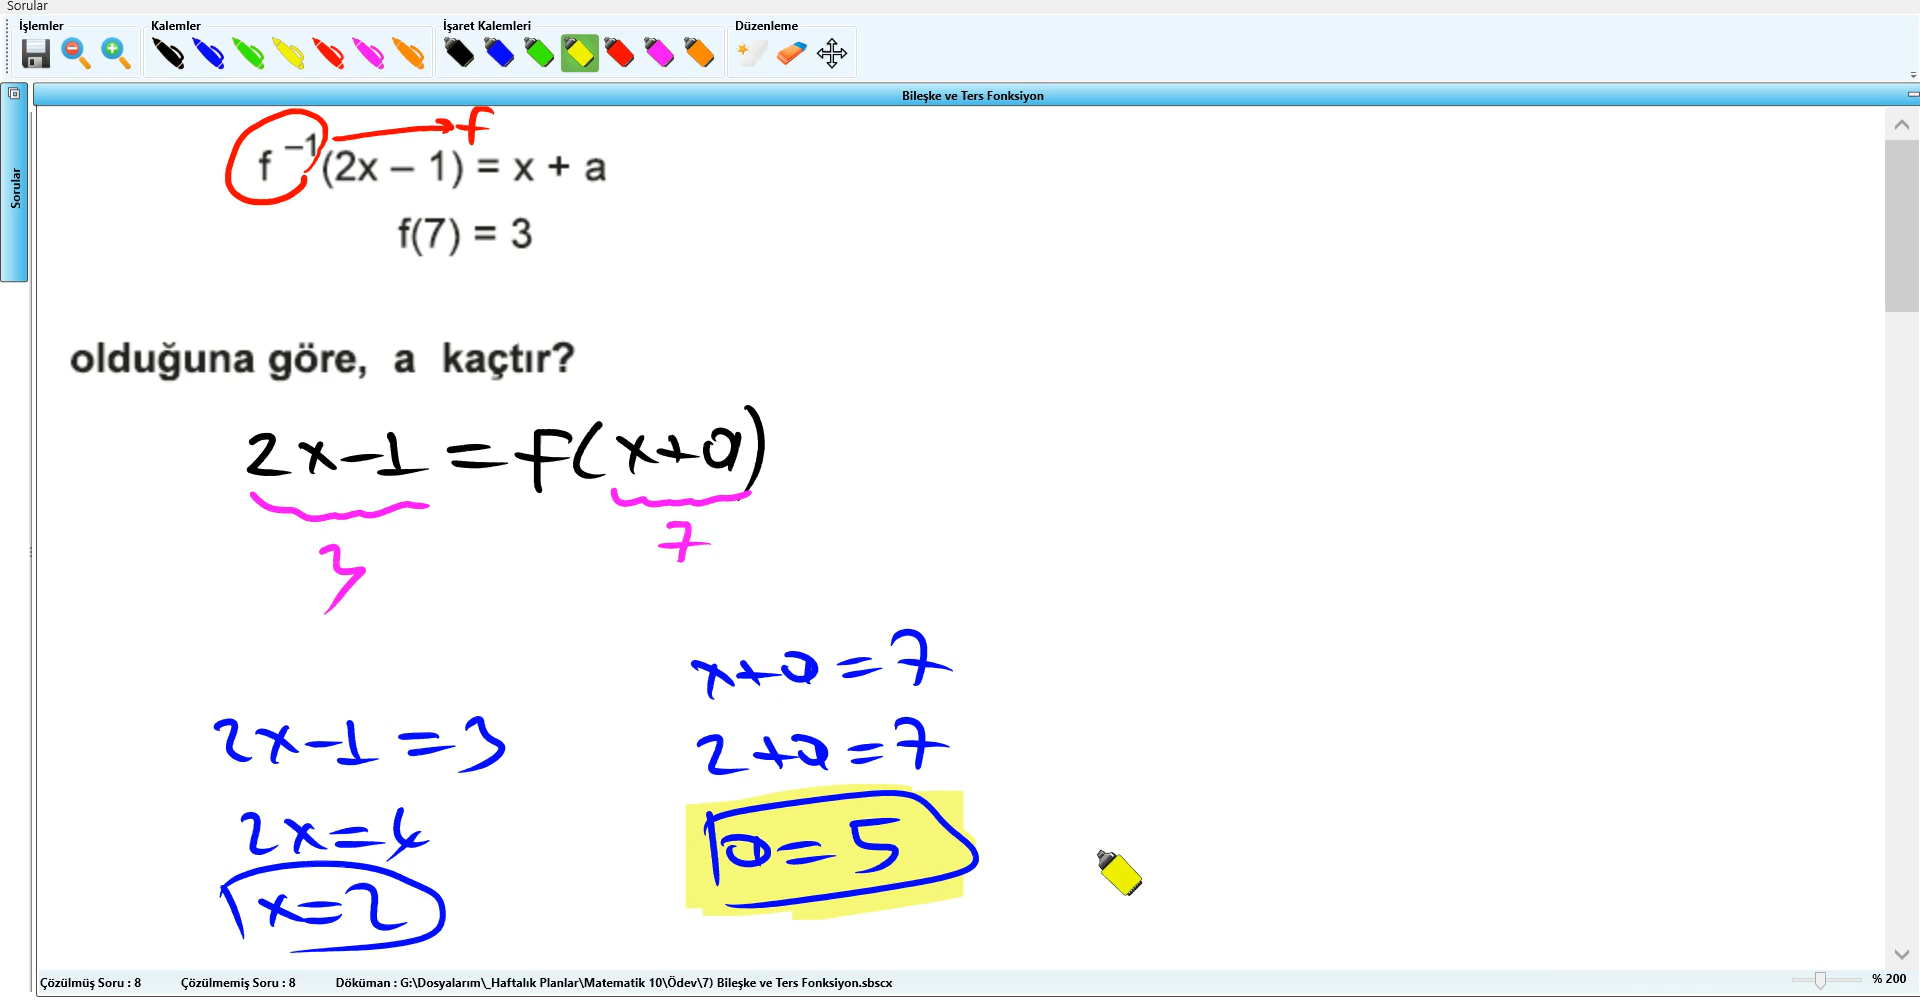 Sorular
İşlemler
Kalemler
İşaret Kalemleri
Düzenleme
Sorular
Bileşke ve Ters Fonksiyon
f
f⁻¹(2x – 1) = x + a
f(7) = 3
olduğuna göre, a kaçtır?
2x-1 = f(x+a)
3
7
x+a=7
2x-1=3
2+a=7
2x=4
a=5
x=2
Çözülmüş Soru : 8 Çözülmemiş Soru : 8 Döküman : G:\Dosyalarım\_Haftalık Planlar\Matematik 10\Ödev\7) Bileşke ve Ters Fonksiyon.sbscx % 200